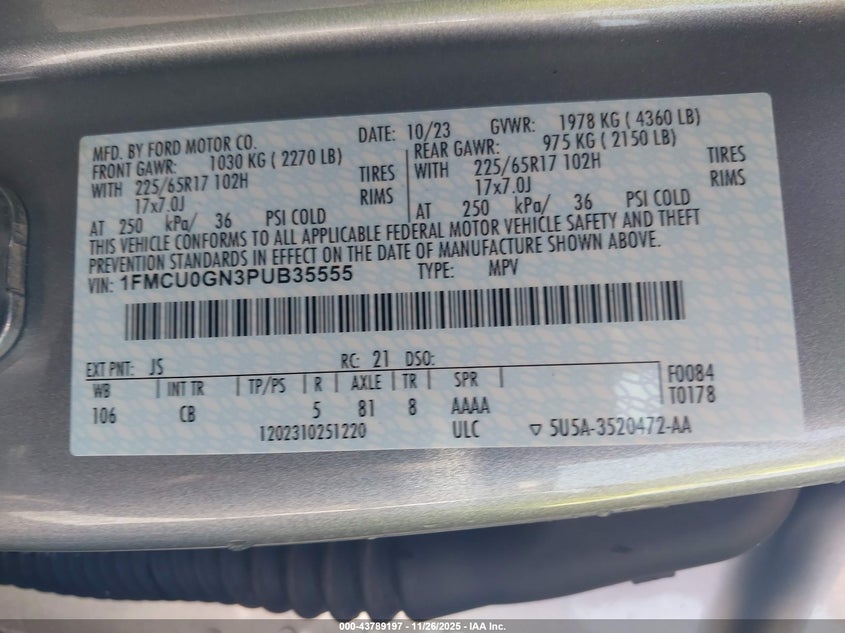 MFD. BY FORD MOTOR CO. DATE: 10/23 GVWR: 1978 KG ( 4360 LB)
FRONT GAWR: 1030 KG ( 2270 LB) REAR GAWR: 975 KG ( 2150 LB)
WITH 225/65R17 102H TIRES WITH 225/65R17 102H TIRES
17x7.0J RIMS 17x7.0J RIMS
AT 250 kPa/ 36 PSI COLD AT 250 kPa/ 36 PSI COLD
THIS VEHICLE CONFORMS TO ALL APPLICABLE FEDERAL MOTOR VEHICLE SAFETY AND THEFT
PREVENTION STANDARDS IN EFFECT ON THE DATE OF MANUFACTURE SHOWN ABOVE.
VIN: 1FMCU0GN3PUB35555 TYPE: MPV
EXT PNT: JS RC: 21 DSO:
WB INT TR TP/PS R AXLE TR SPR F0084
106 CB 5 81 8 AAAA T0178
1202310251220 ULC ▽ 5U5A-3520472-AA
000-43789197 - 11/26/2025 - IAA Inc.